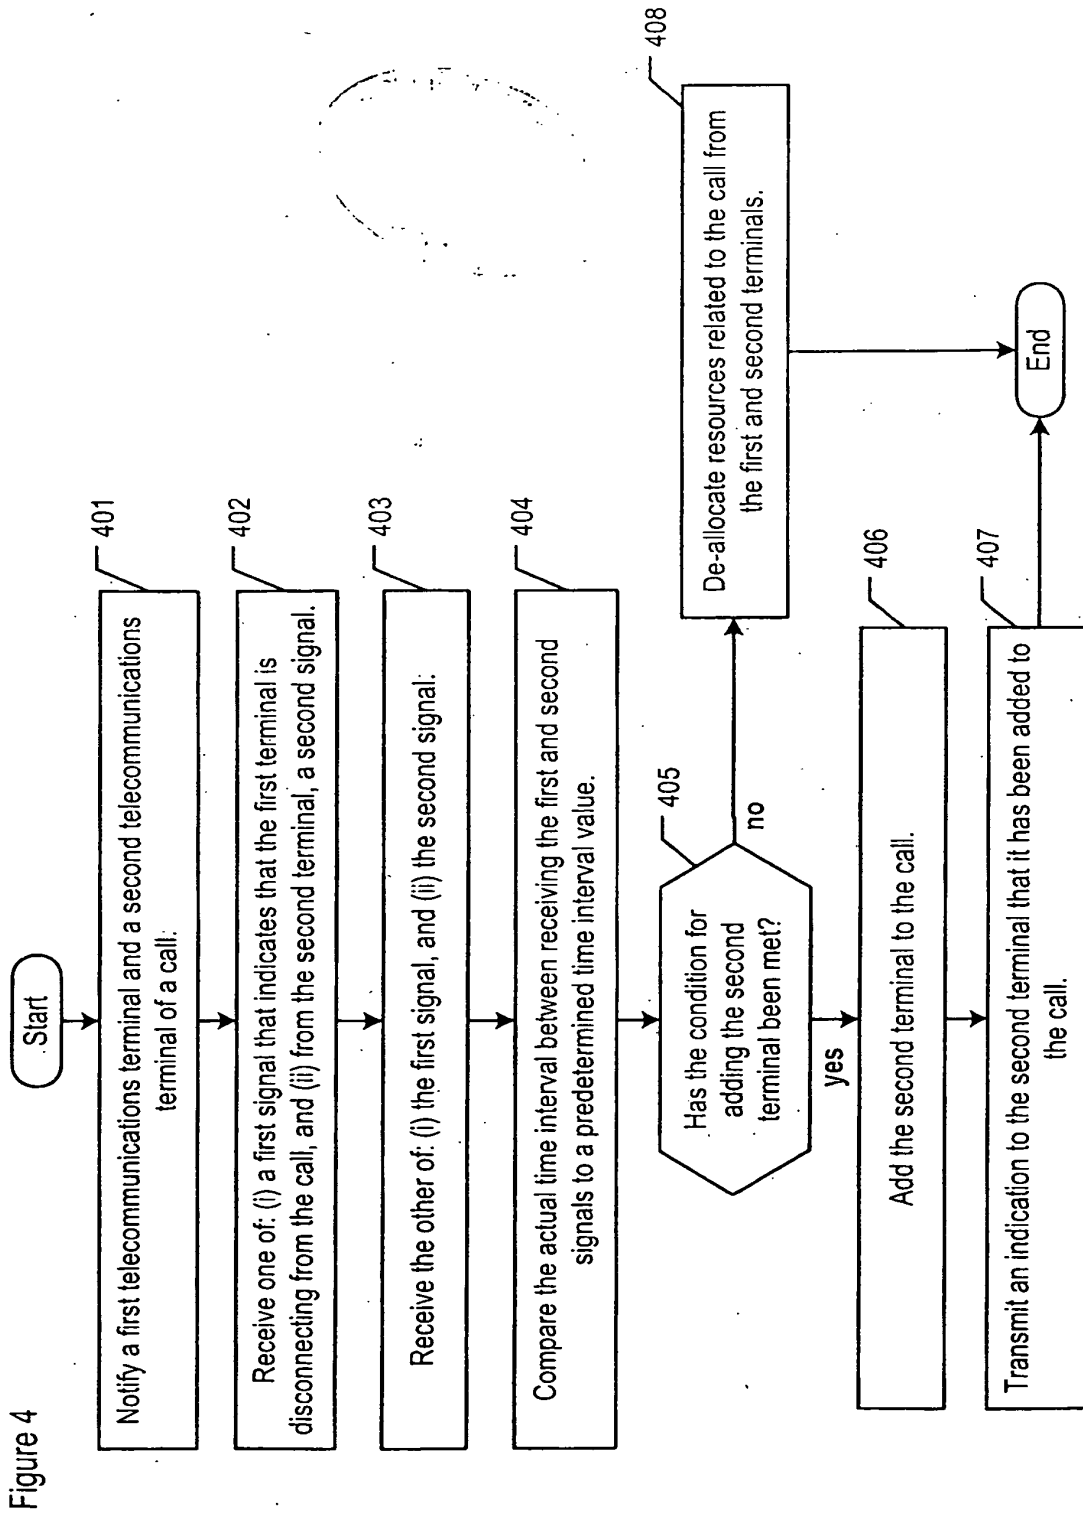 Figure 4
Start
401
Notify a first telecommunications terminal and a second telecommunications
terminal of a call.
402
Receive one of: (i) a first signal that indicates that the first terminal is
disconnecting from the call, and (ii) from the second terminal, a second signal.
403
Receive the other of: (i) the first signal, and (ii) the second signal:
404
Compare the actual time interval between receiving the first and second
signals to a predetermined time interval value.
405
Has the condition for
adding the second
terminal been met?
no
yes
408
De-allocate resources related to the call from
the first and second terminals.
406
Add the second terminal to the call.
407
Transmit an indication to the second terminal that it has been added to
the call.
End